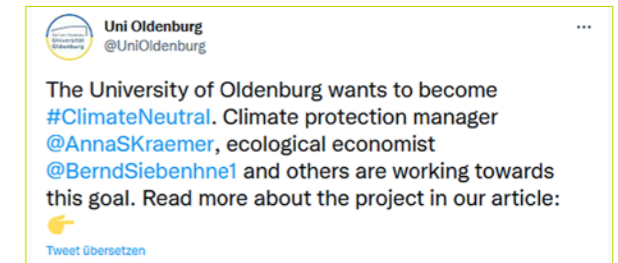 Uni Oldenburg
@UniOldenburg
The University of Oldenburg wants to become
#ClimateNeutral. Climate protection manager
@AnnaSKraemer, ecological economist
@BerndSiebenhne1 and others are working towards
this goal. Read more about the project in our article:
👉
Tweet übersetzen